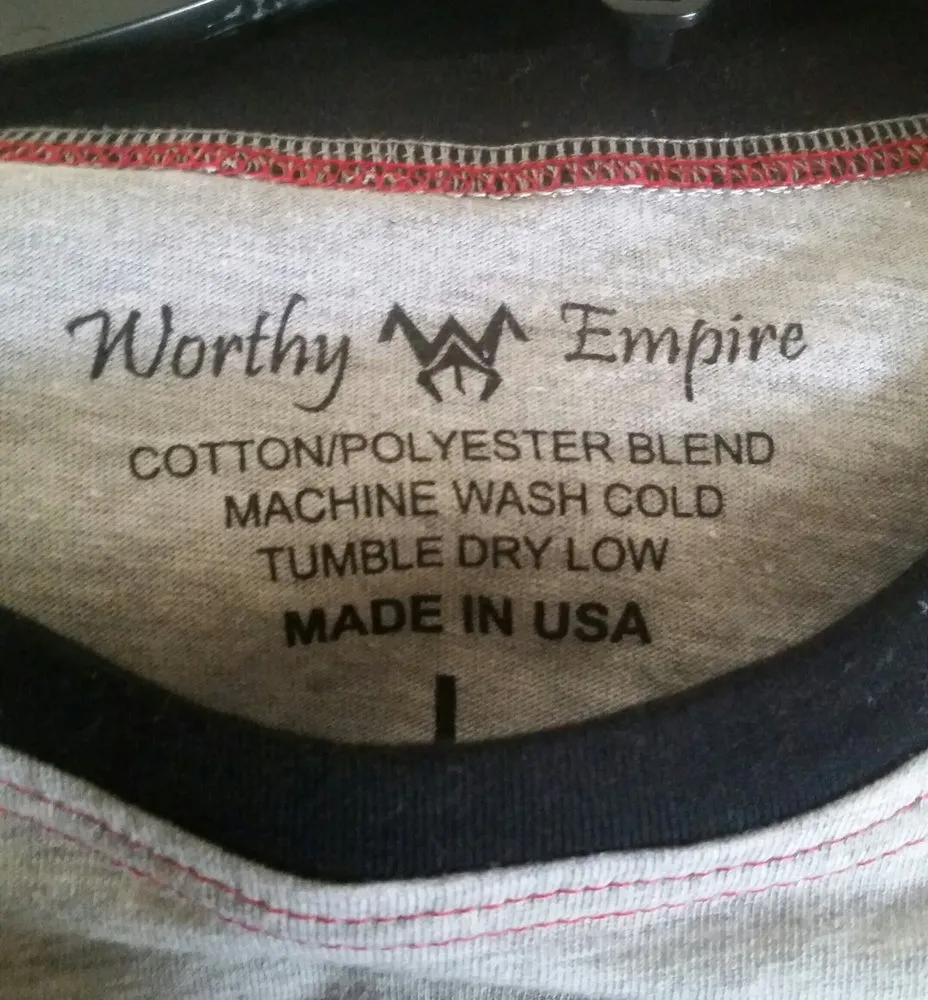 Worthy Empire
COTTON/POLYESTER BLEND
MACHINE WASH COLD
TUMBLE DRY LOW
MADE IN USA